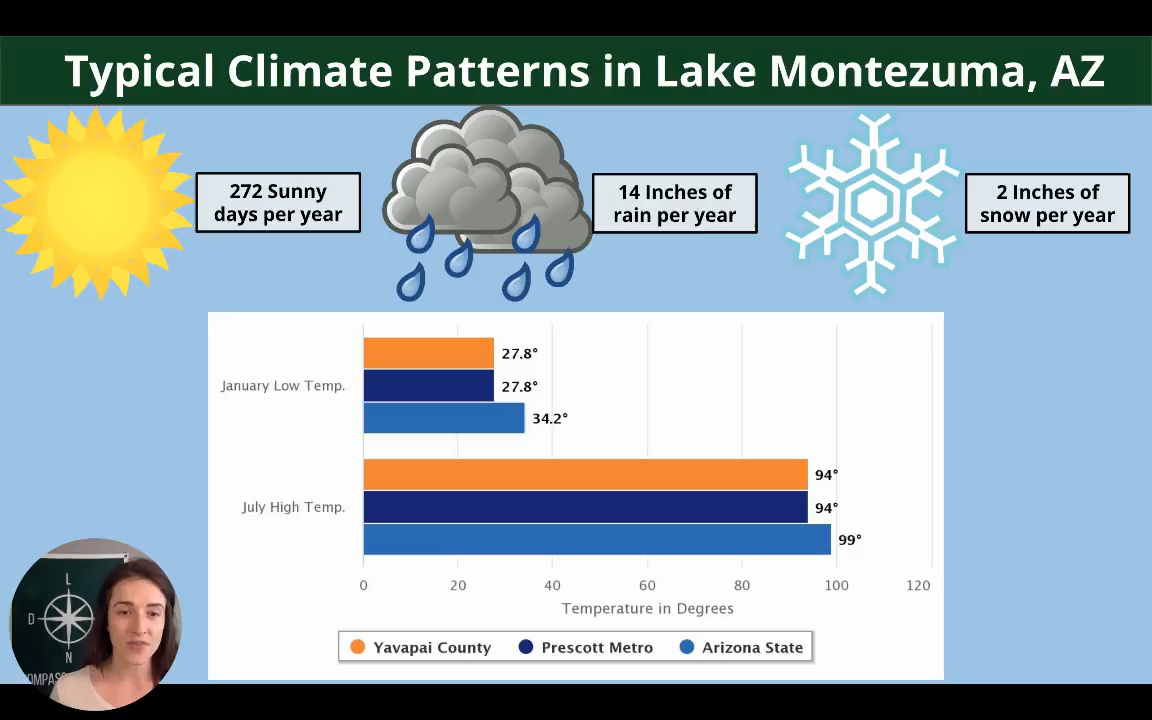 Typical Climate Patterns in Lake Montezuma, AZ
272 Sunny
days per year
14 Inches of
rain per year
2 Inches of
snow per year
January Low Temp.
27.8°
27.8°
34.2°
July High Temp.
94°
94°
99°
0 20 40 60 80 100 120
Temperature in Degrees
Yavapai County Prescott Metro Arizona State
L
D
N
OMPAS